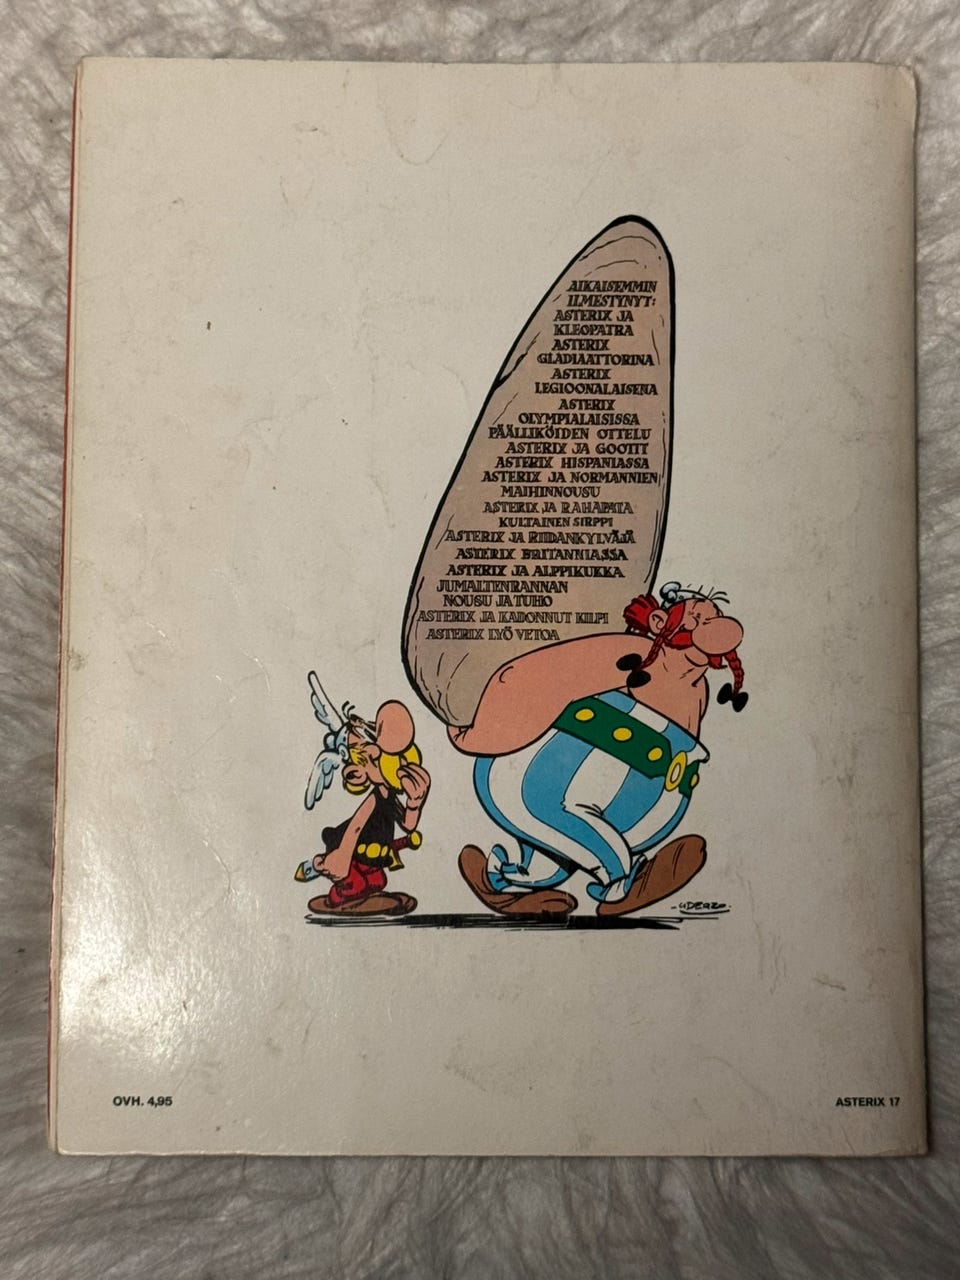 AIKAISEMMIN
ILMESTYNYT:
ASTERIX JA
KLEOPATRA
ASTERIX
GLADIAATTORINA
ASTERIX
LEGIOONALAISENA
ASTERIX
OLYMPIALAISISSA
PÄÄLLIKÖIDEN OTTELU
ASTERIX JA GOOTIT
ASTERIX HISPANIASSA
ASTERIX JA NORMANNIEN
MAIHINNOUSU
ASTERIX JA RAHAPATA
KULTAINEN SIRPPI
ASTERIX JA RIIDANKYLVÄJÄ
ASTERIX BRITANNIASSA
ASTERIX JA ALPPIKUKKA
JUMALTENRANNAN
NOUSU JA TUHO
ASTERIX JA KADONNUT KILPI
ASTERIX LYÖ VETOA
-UDERZO-
OVH. 4,95
ASTERIX 17